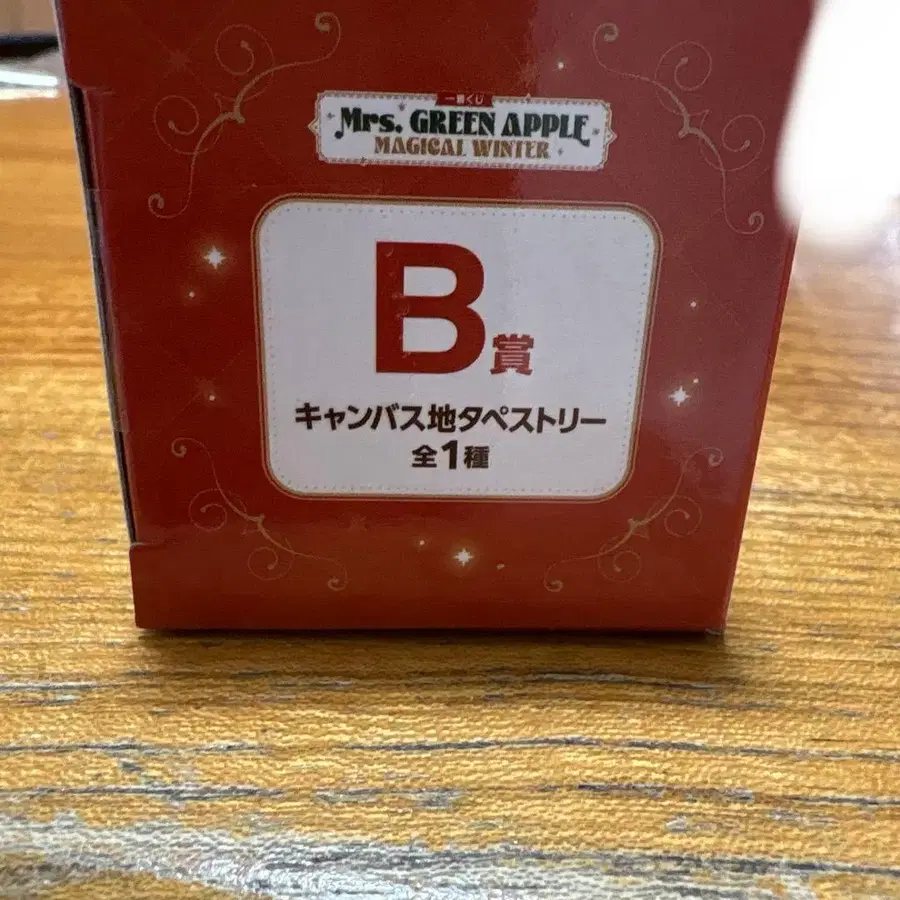 一番くじ
Mrs. GREEN APPLE
MAGICAL WINTER
B賞
キャンバス地タペストリー
全1種